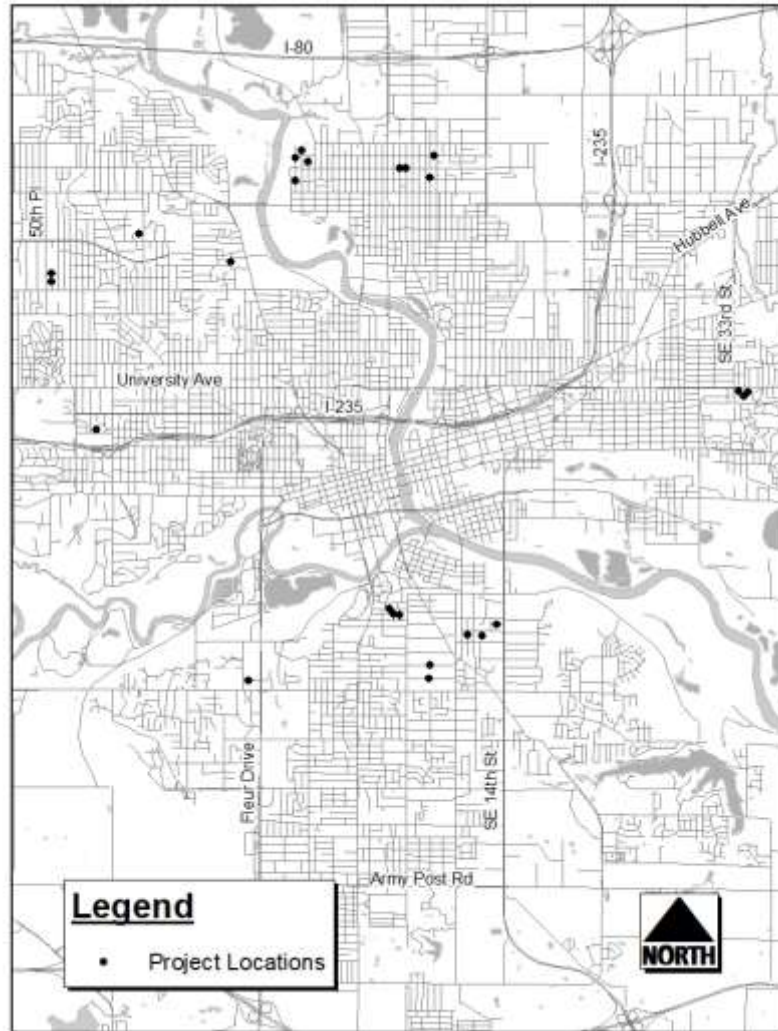 I-80
I-235
50th Pl
Hubbell Ave
SE 33rd St
University Ave
I-235
Fleur Drive
SE 14th St
Army Post Rd
Legend
Project Locations
NORTH